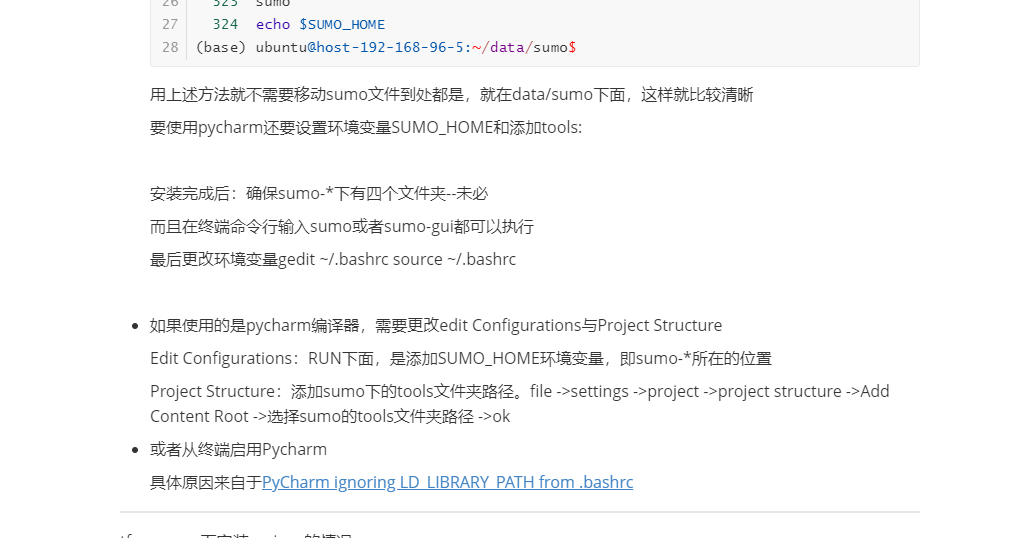 26 323 sumo
27 324 echo $SUMO_HOME
28 (base) ubuntu@host-192-168-96-5:~/data/sumo$
用上述方法就不需要移动sumo文件到处都是，就在data/sumo下面，这样就比较清晰
要使用pycharm还要设置环境变量SUMO_HOME和添加tools:
安装完成后：确保sumo-*下有四个文件夹--未必
而且在终端命令行输入sumo或者sumo-gui都可以执行
最后更改环境变量gedit ~/.bashrc source ~/.bashrc
如果使用的是pycharm编译器，需要更改edit Configurations与Project Structure
Edit Configurations：RUN下面，是添加SUMO_HOME环境变量，即sumo-*所在的位置
Project Structure：添加sumo下的tools文件夹路径。file ->settings ->project ->project structure ->Add
Content Root ->选择sumo的tools文件夹路径 ->ok
或者从终端启用Pycharm
具体原因来自于PyCharm ignoring LD_LIBRARY_PATH from .bashrc